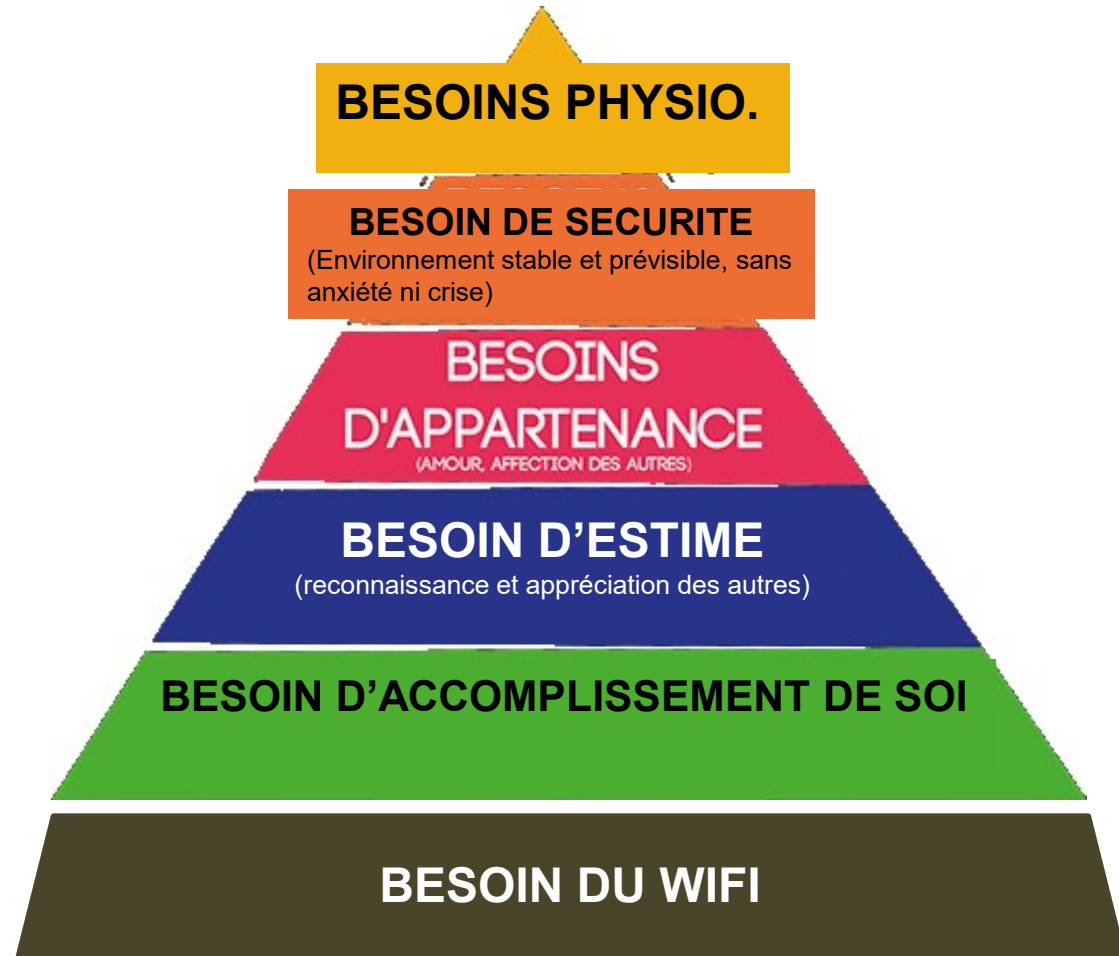 BESOINS PHYSIO.
BESOIN DE SECURITE
(Environnement stable et prévisible, sans
anxiété ni crise)
BESOINS
D'APPARTENANCE
(AMOUR, AFFECTION DES AUTRES)
BESOIN D’ESTIME
(reconnaissance et appréciation des autres)
BESOIN D’ACCOMPLISSEMENT DE SOI
BESOIN DU WIFI